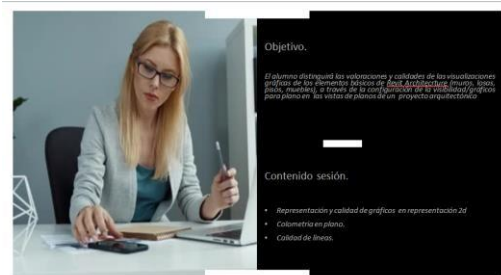 Objetivo.
El alumno distinguirá las valoraciones y calidades de las visualizaciones
gráficas de los elementos básicos de Revit Architecrture (muros, losas,
pisos, muebles), a través de la configuración de la visibilidad/gráficos
para plano en las vistas de planos de un proyecto arquitectónico
Contenido sesión.
• Representación y calidad de gráficos en representación 2d
• Colometría en plano.
• Calidad de líneas.